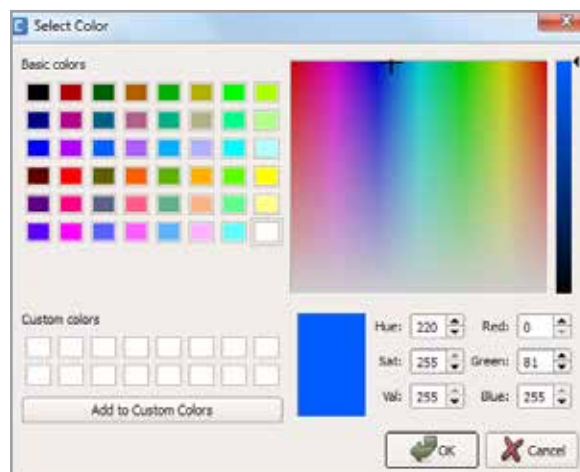 C Select Color
Basic colors
Custom colors
Add to Custom Colors
Hue: 220 Red: 0
Sat: 255 Green: 81
Val: 255 Blue: 255
OK Cancel